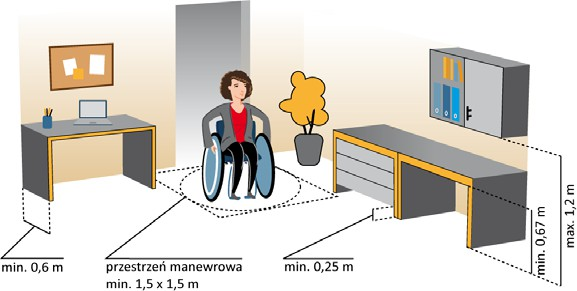 min. 0,6 m
przestrzeń manewrowa
min. 1,5 x 1,5 m
min. 0,25 m
min. 0,67 m
max. 1,2 m